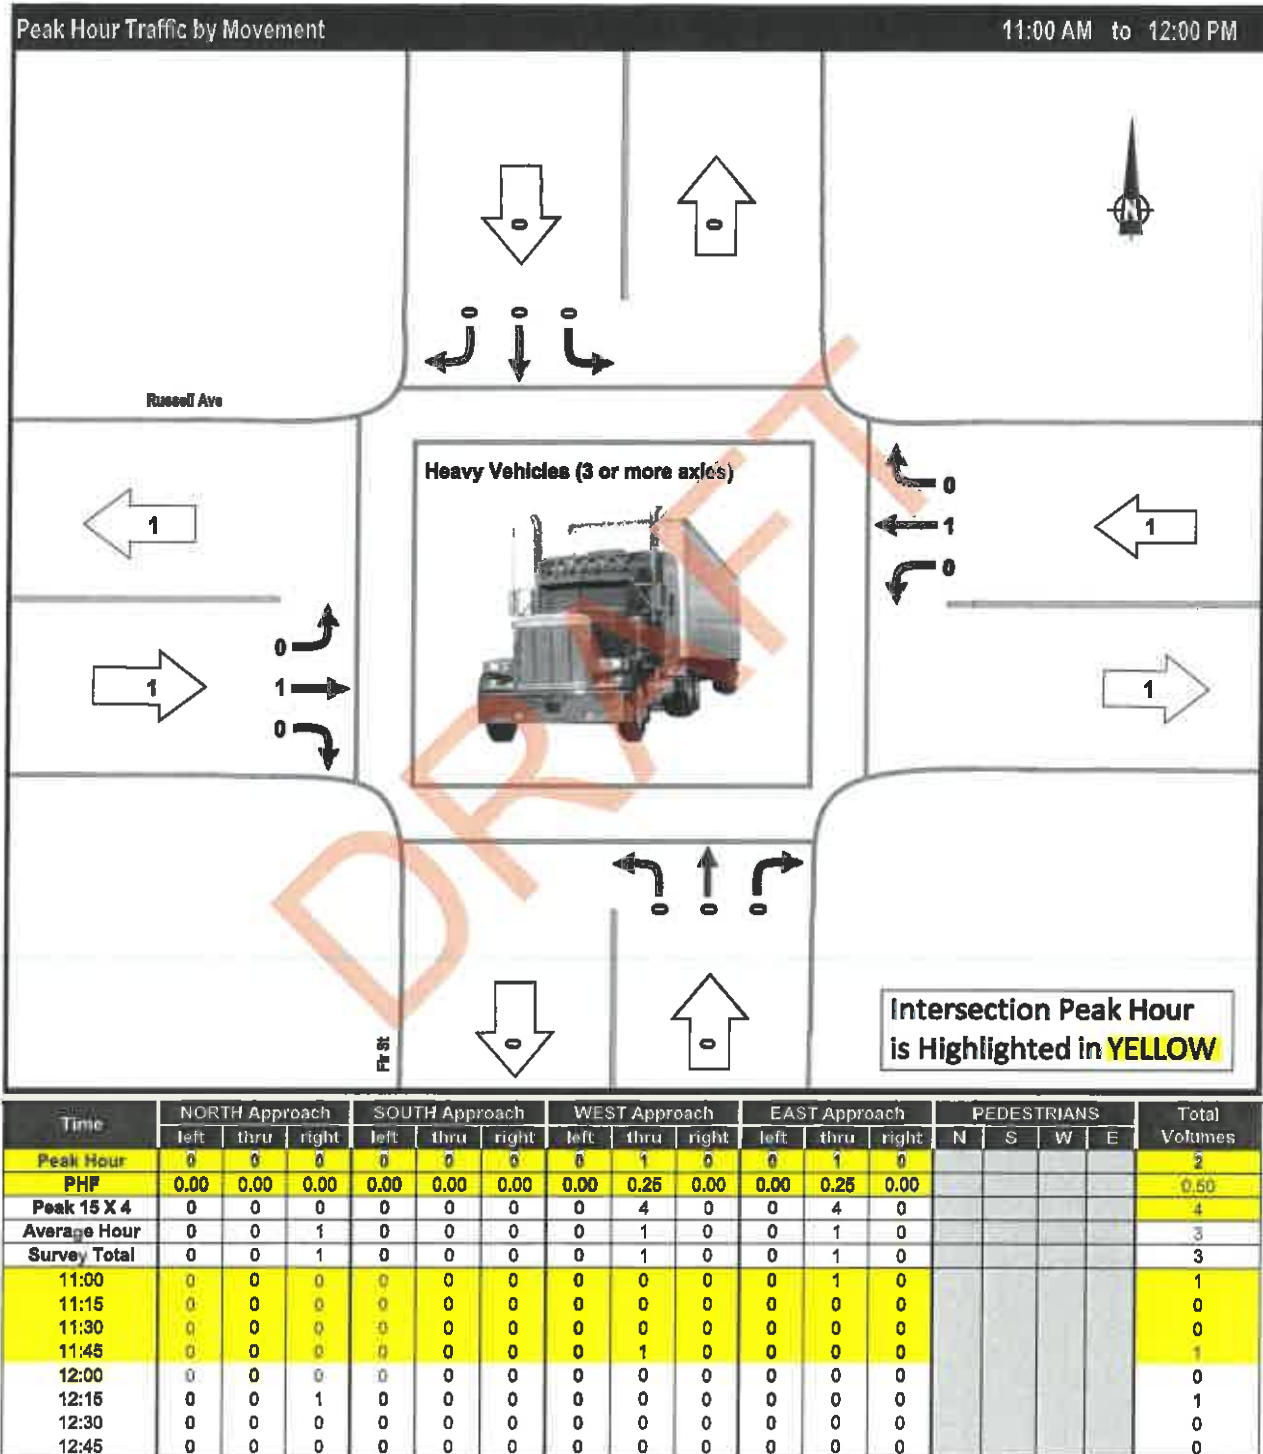 Peak Hour Traffic by Movement 11:00 AM to 12:00 PM
0 0
0 0 0
Russell Ave
Heavy Vehicles (3 or more axles)
0
1 1 1
0
0
1 1 1
0
0 0 0
DRAFT
Fir St
0 0
Intersection Peak Hour
is Highlighted in YELLOW
Time NORTH Approach SOUTH Approach WEST Approach EAST Approach PEDESTRIANS Total
left thru right left thru right left thru right left thru right N S W E Volumes
Peak Hour 0 0 0 0 0 0 0 1 0 0 1 0 2
PHF 0.00 0.00 0.00 0.00 0.00 0.00 0.00 0.25 0.00 0.00 0.25 0.00 0.50
Peak 15 X 4 0 0 0 0 0 0 0 4 0 0 4 0 4
Average Hour 0 0 1 0 0 0 0 1 0 0 1 0 3
Survey Total 0 0 1 0 0 0 0 1 0 0 1 0 3
11:00 0 0 0 0 0 0 0 0 0 0 1 0 1
11:15 0 0 0 0 0 0 0 0 0 0 0 0 0
11:30 0 0 0 0 0 0 0 0 0 0 0 0 0
11:45 0 0 0 0 0 0 0 1 0 0 0 0 1
12:00 0 0 0 0 0 0 0 0 0 0 0 0 0
12:15 0 0 1 0 0 0 0 0 0 0 0 0 1
12:30 0 0 0 0 0 0 0 0 0 0 0 0 0
12:45 0 0 0 0 0 0 0 0 0 0 0 0 0